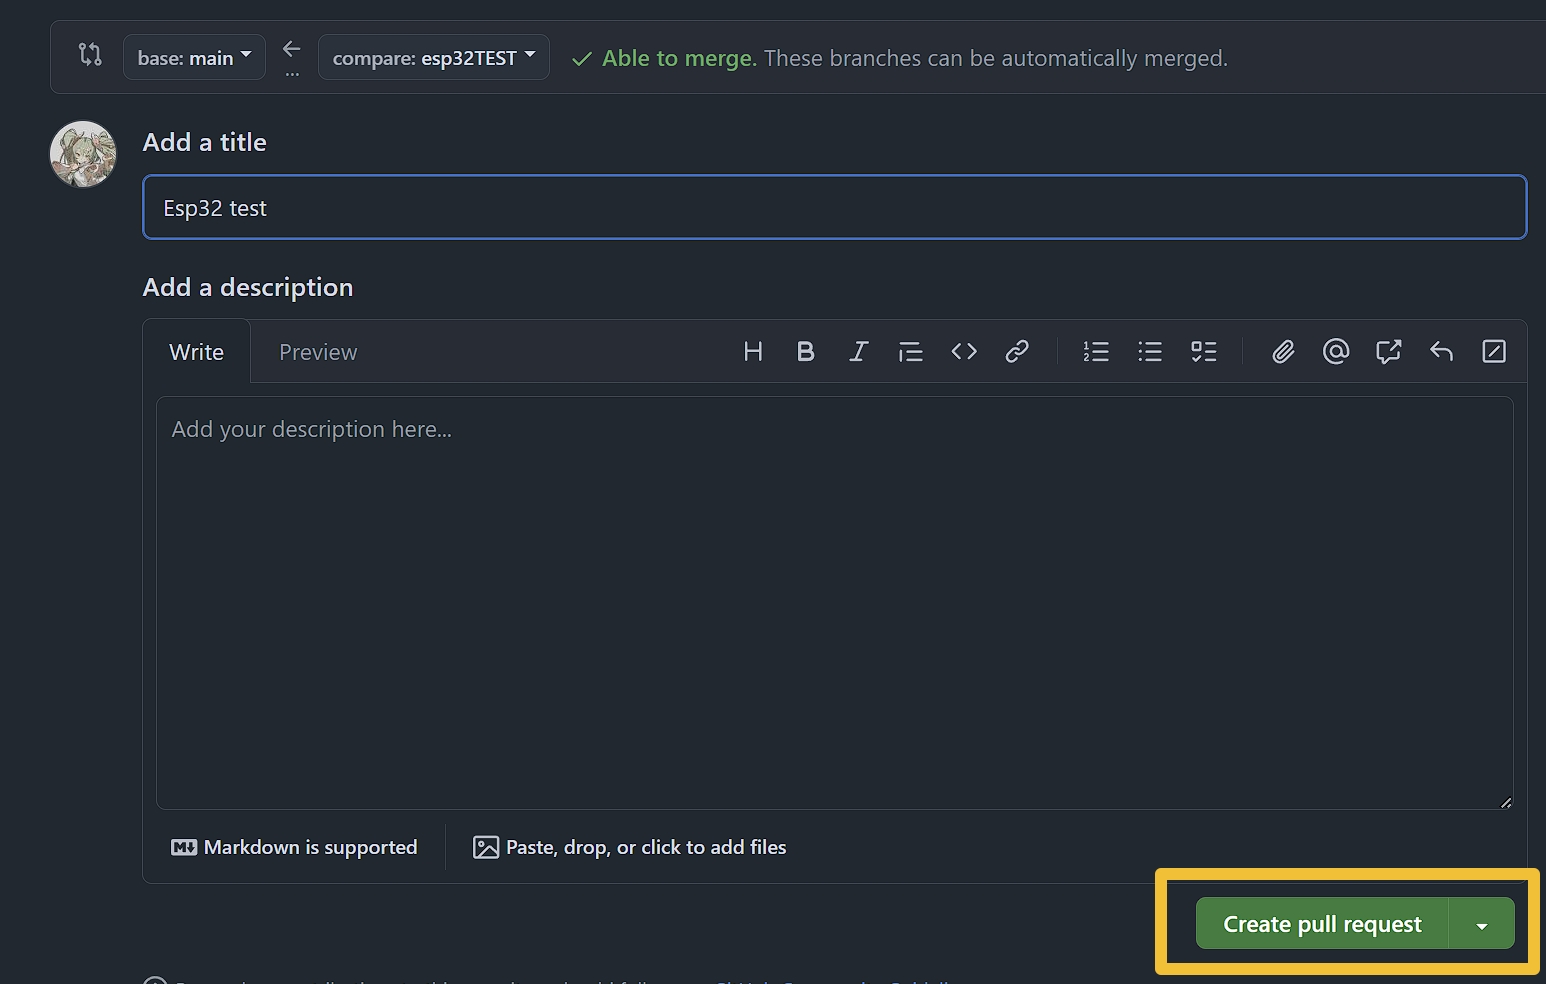 base: main
compare: esp32TEST
Able to merge. These branches can be automatically merged.
Add a title
Esp32 test
Add a description
Write
Preview
Add your description here...
Markdown is supported
Paste, drop, or click to add files
Create pull request